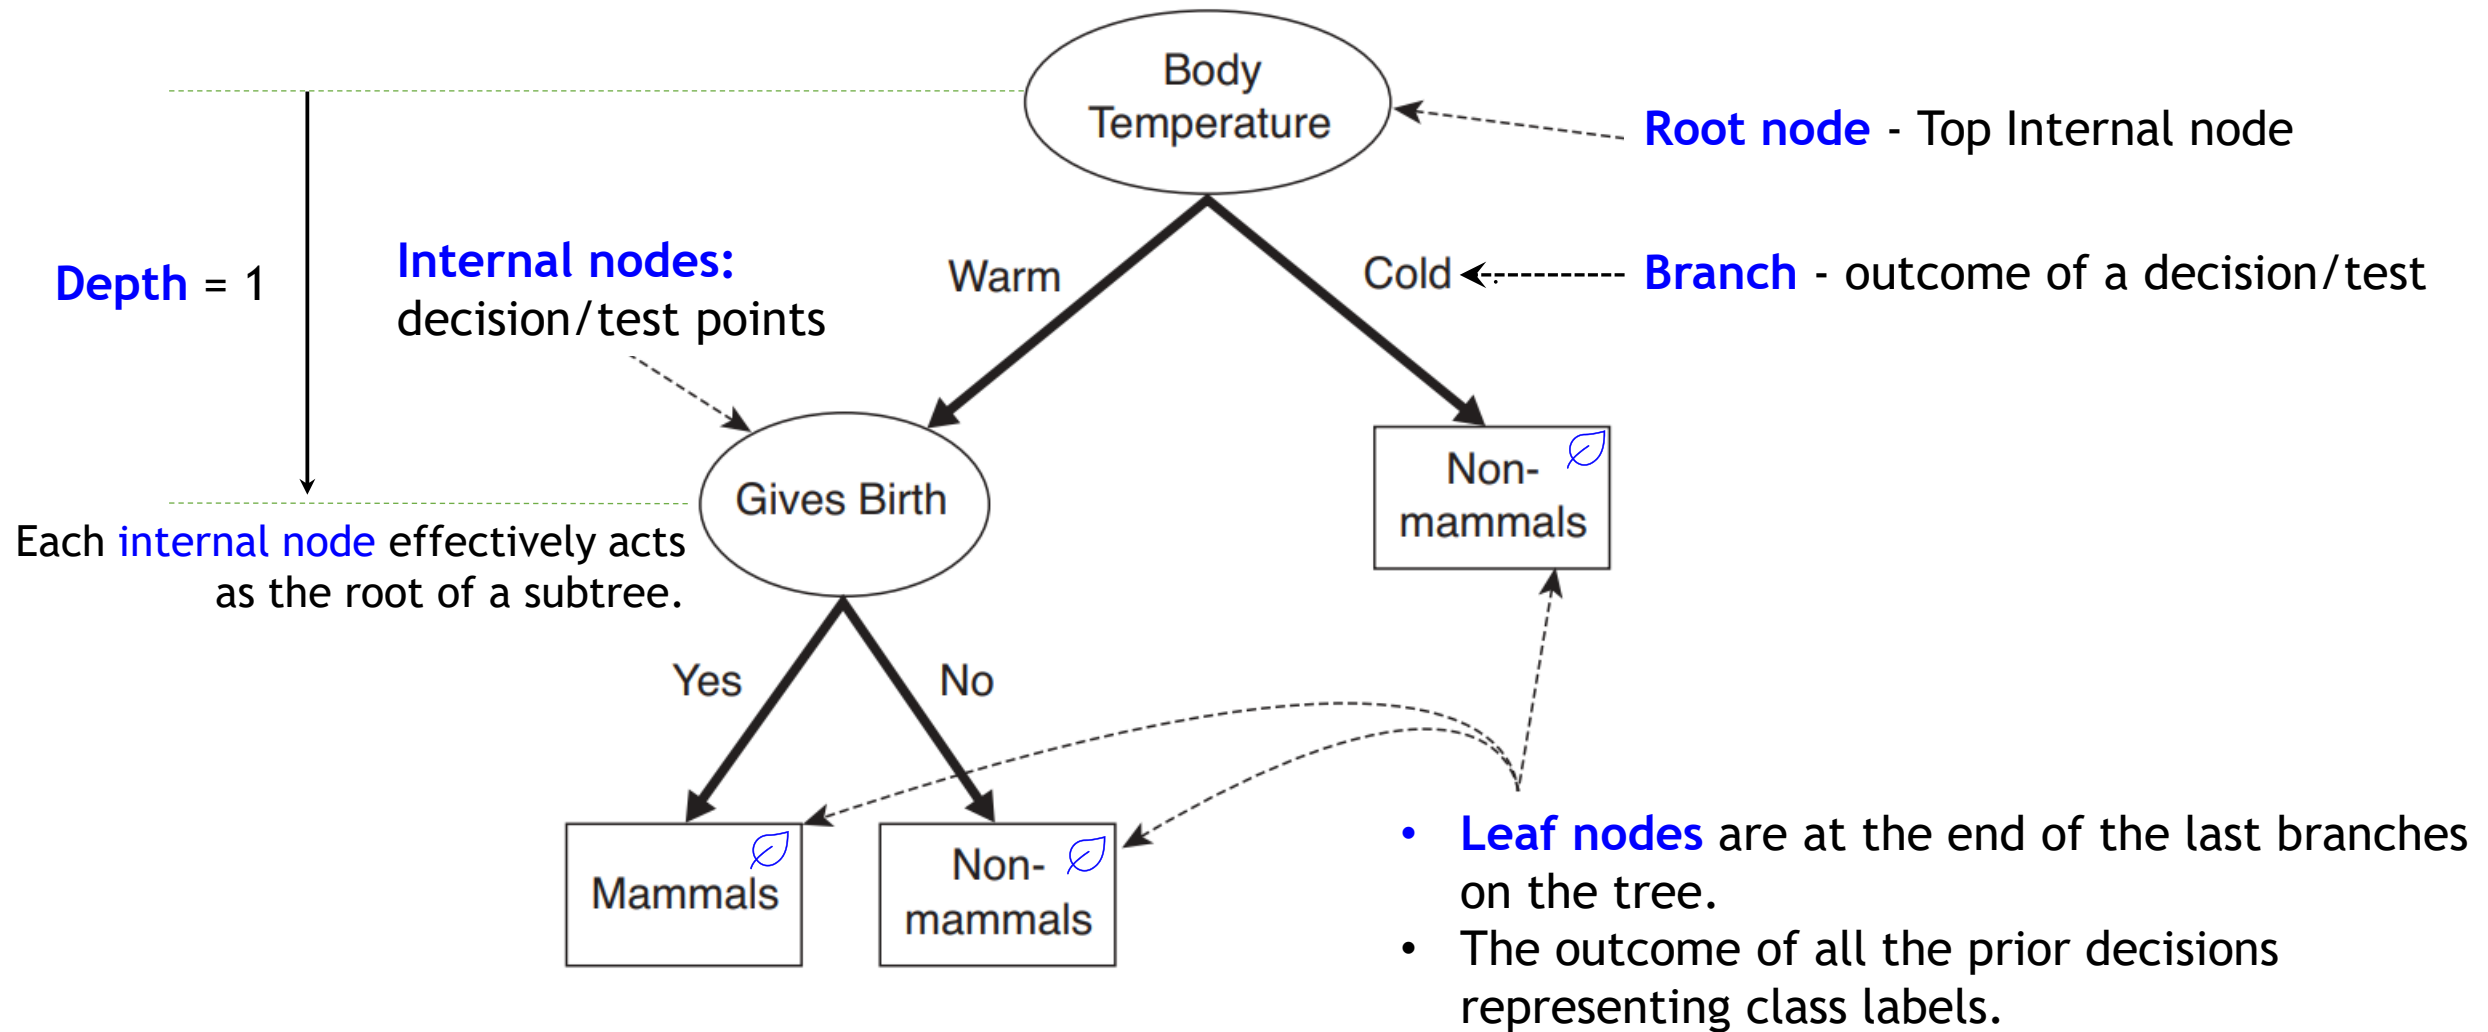 Body
Temperature
Root node - Top Internal node
Depth = 1
Internal nodes:
decision/test points
Warm
Cold
Branch - outcome of a decision/test
Gives Birth
Non-
mammals
Each internal node effectively acts
as the root of a subtree.
Yes
No
Mammals
Non-
mammals
• Leaf nodes are at the end of the last branches
on the tree.
• The outcome of all the prior decisions
representing class labels.